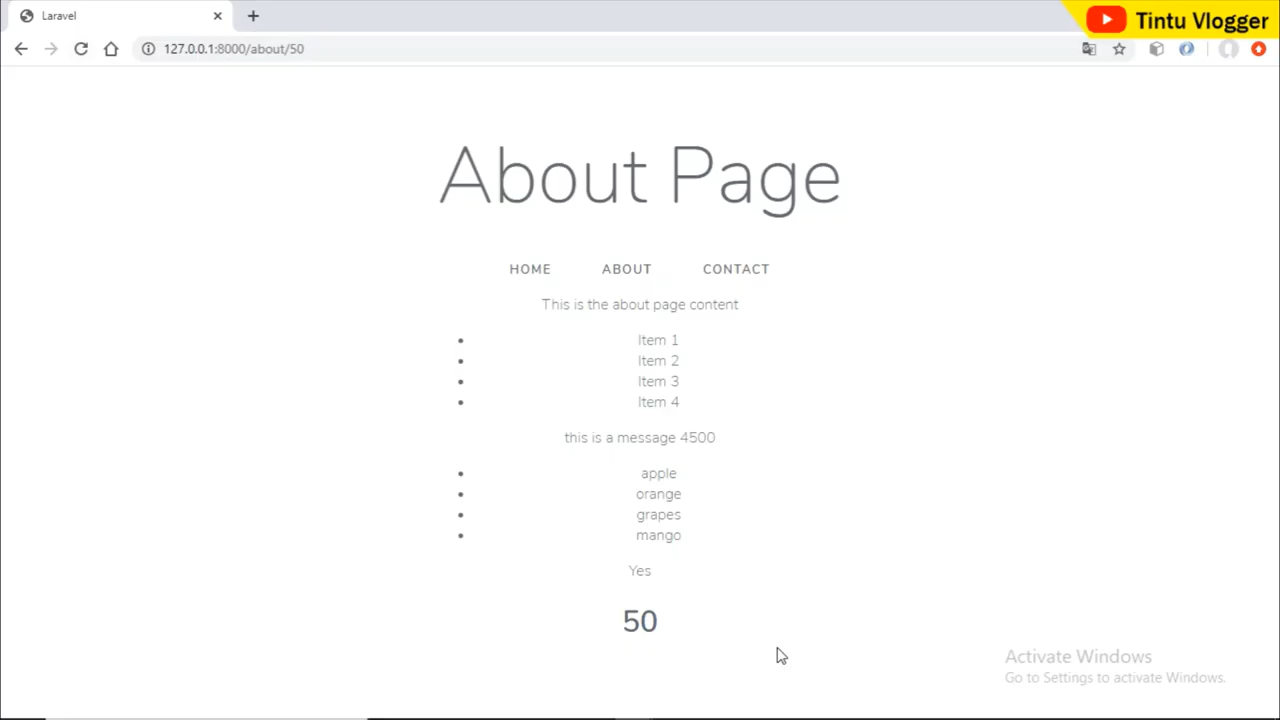 Laravel
Tintu Vlogger
127.0.0.1:8000/about/50
About Page
HOME ABOUT CONTACT
This is the about page content
Item 1
Item 2
Item 3
Item 4
this is a message 4500
apple
orange
grapes
mango
Yes
50
Activate Windows
Go to Settings to activate Windows.